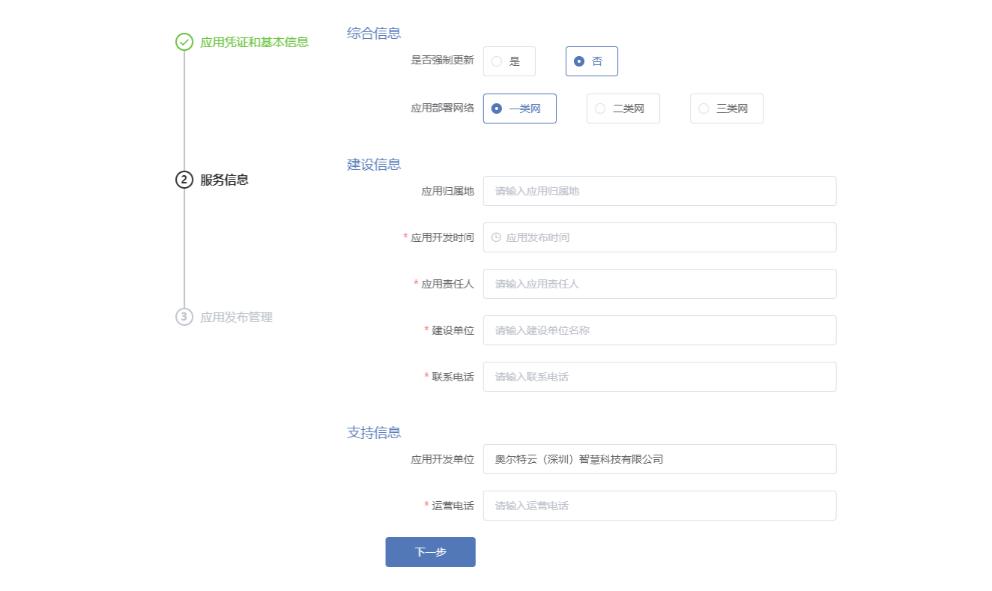 应用凭证和基本信息
2 服务信息
3 应用发布管理
综合信息
是否强制更新 是 否
应用部署网络 一类网 二类网 三类网
建设信息
应用归属地 请输入应用归属地
* 应用开发时间 应用发布时间
* 应用责任人 请输入应用责任人
* 建设单位 请输入建设单位名称
* 联系电话 请输入联系电话
支持信息
应用开发单位 奥尔特云（深圳）智慧科技有限公司
* 运营电话 请输入运营电话
下一步